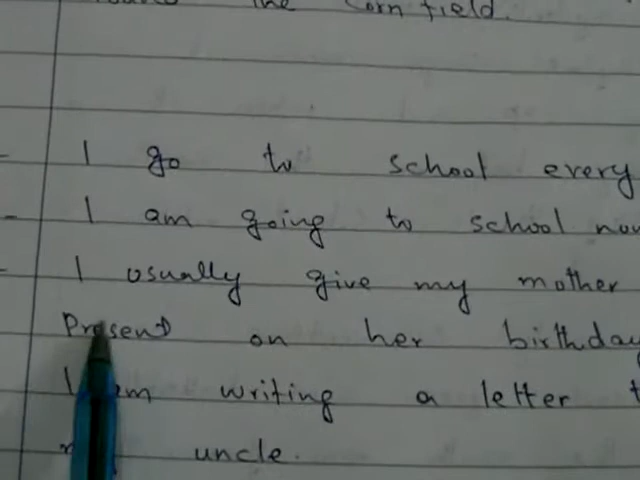 the Corn field.
I go to school every
I am going to school now
I usually give my mother
Present on her birthday
I am writing a letter
uncle.